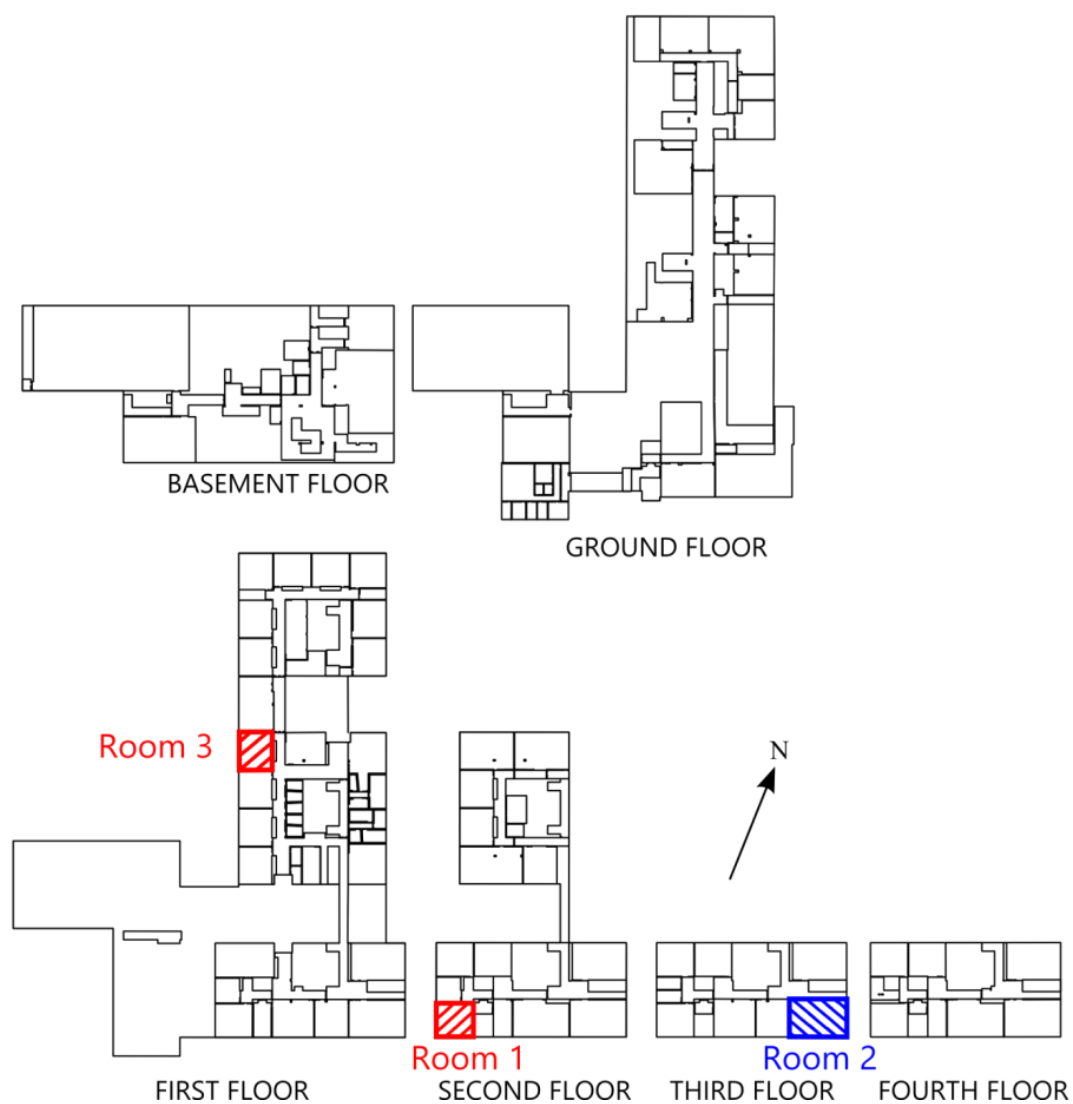 BASEMENT FLOOR
GROUND FLOOR
Room 3
N
Room 1
Room 2
FIRST FLOOR
SECOND FLOOR
THIRD FLOOR
FOURTH FLOOR